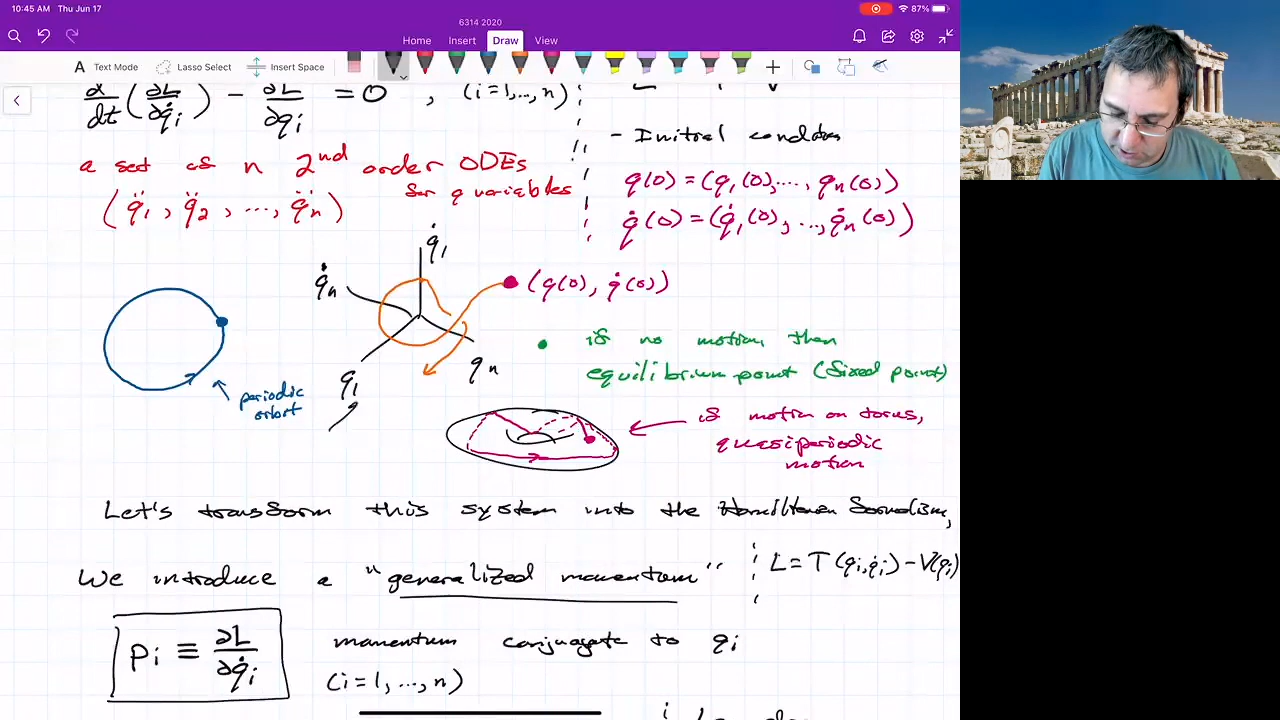 10:45 AM Thu Jun 17
87%
6314 2020
Home Insert Draw View
Text Mode Lasso Select Insert Space
d/dt(∂L/∂q̇i) - ∂L/∂qi = 0 , (i=1,...,n)
- Initial conditions
a set of n 2nd order ODEs
for q variables
(q̈1, q̈2, ..., q̈n)
q(0) = (q1(0),..., qn(0))
q̇(0) = (q̇1(0), ..., q̇n(0))
q̇1
q̇n
(q(0), q̇(0))
q1
qn
periodic
orbit
if no motion, then
equilibrium point (fixed point)
if motion on torus,
quasiperiodic
motion
Let's transform this system into the Hamiltonian formalism,
We introduce a "generalized momentum"
L = T(qi,q̇i) - V(qi)
pi ≡ ∂L/∂q̇i
momentum conjugate to qi
(i=1,...,n)